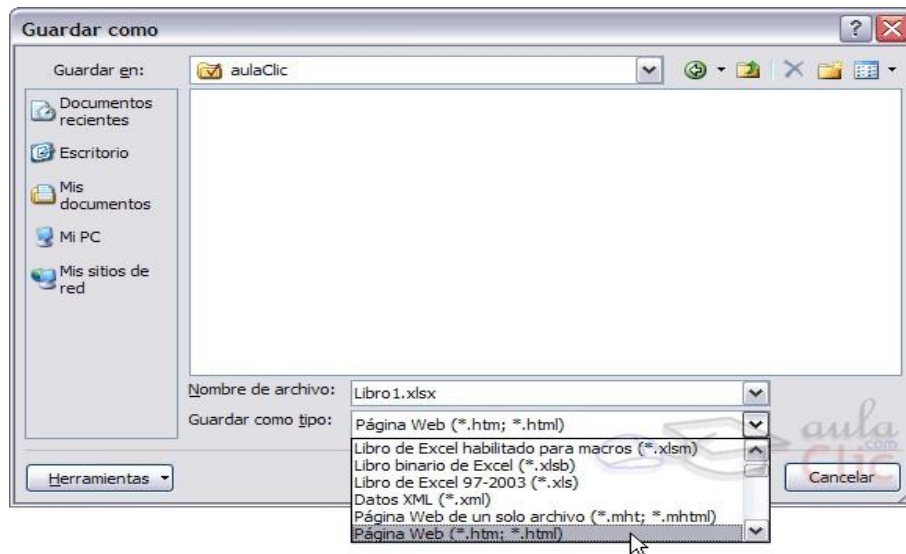 Guardar como
Guardar en:
aulaClic
Documentos
recientes
Escritorio
Mis
documentos
Mi PC
Mis sitios de
red
Nombre de archivo:
Libro1.xlsx
Guardar como tipo:
Página Web (*.htm; *.html)
Libro de Excel habilitado para macros (*.xlsm)
Libro binario de Excel (*.xlsb)
Libro de Excel 97-2003 (*.xls)
Datos XML (*.xml)
Página Web de un solo archivo (*.mht; *.mhtml)
Página Web (*.htm; *.html)
Herramientas
Cancelar
aula
.com
Clic